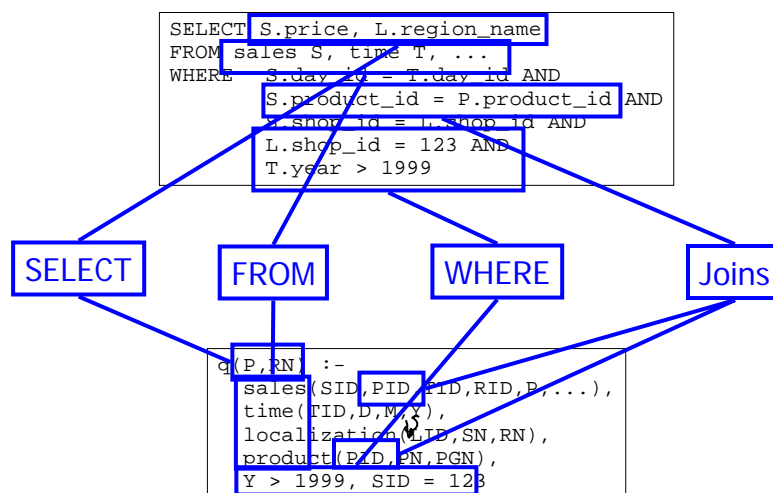 SELECT S.price, L.region_name
FROM sales S, time T, ...
WHERE S.day_id = T.day_id AND
S.product_id = P.product_id AND
S.shop_id = L.shop_id AND
L.shop_id = 123 AND
T.year > 1999
SELECT FROM WHERE Joins
q(P,RN) :-
sales(SID,PID,TID,RID,P,...),
time(TID,D,M,Y),
localization(LID,SN,RN),
product(PID,PN,PGN),
Y > 1999, SID = 123